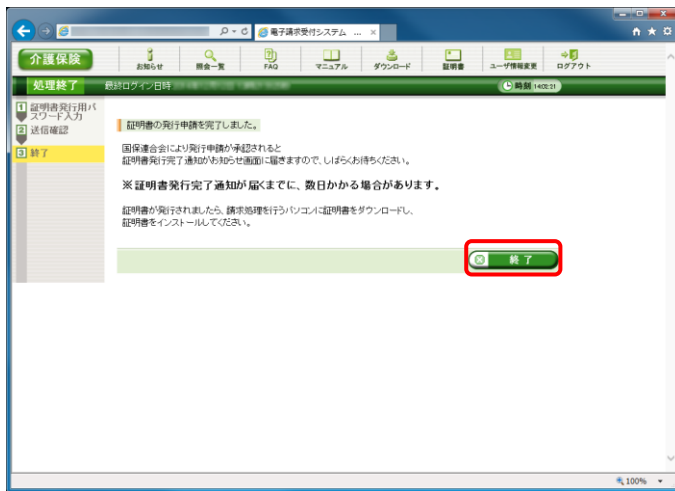 電子請求受付システム ... ×
介護保険
お知らせ 照会一覧 FAQ マニュアル ダウンロード 証明書 ユーザ情報変更 ログアウト
処理終了 最終ログイン日時 時刻 14:02:21
1 証明書発行用パスワード入力
2 送信確認
3 終了
証明書の発行申請を完了しました。
国保連合会により発行申請が承認されると
証明書発行完了通知がお知らせ画面に届きますので、しばらくお待ちください。
※証明書発行完了通知が届くまでに、数日かかる場合があります。
証明書が発行されましたら、請求処理を行うパソコンに証明書をダウンロードし、
証明書をインストールしてください。
終了
100%